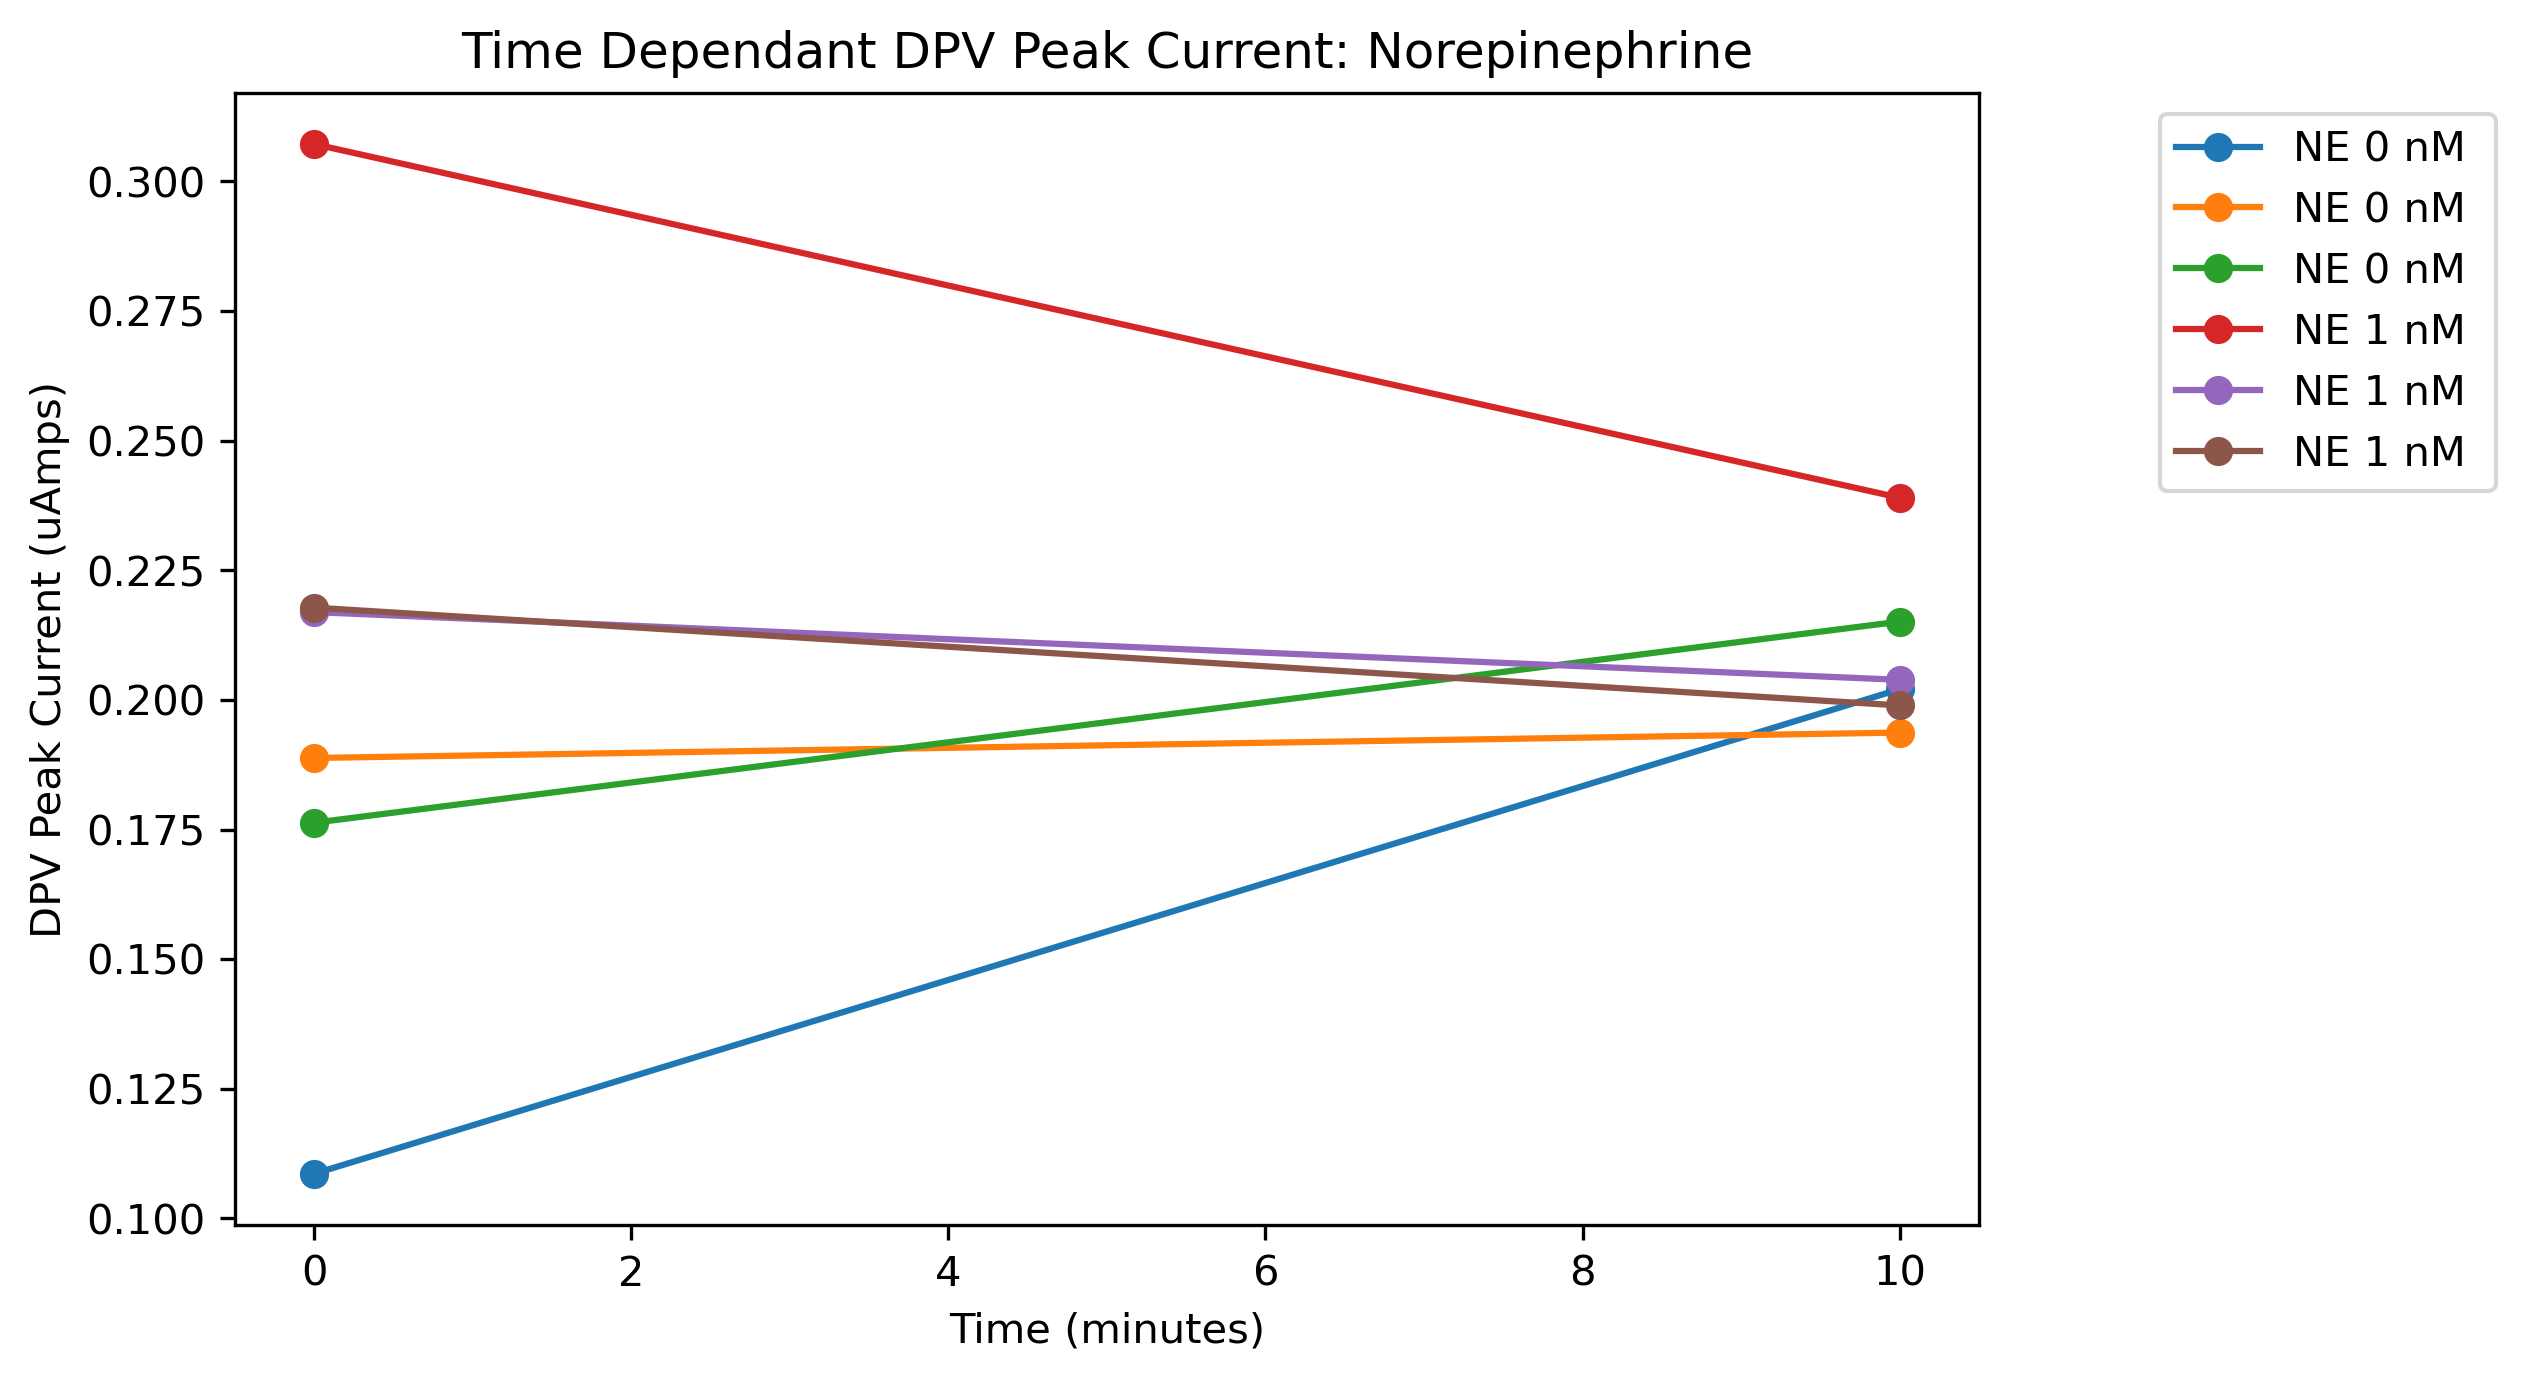 Time Dependant DPV Peak Current: Norepinephrine
DPV Peak Current (uAmps)
0.300
0.275
0.250
0.225
0.200
0.175
0.150
0.125
0.100
0 2 4 6 8 10
Time (minutes)
NE 0 nM
NE 0 nM
NE 0 nM
NE 1 nM
NE 1 nM
NE 1 nM